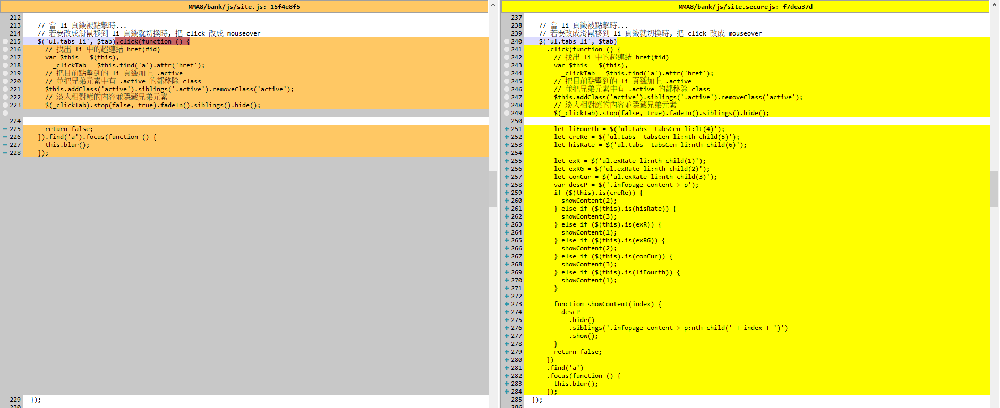 MMA8/bank/js/site.js: 15f4e8f5
212
213 // 當 li 頁籤被點擊時...
214 // 若要改成滑鼠移到 li 頁籤就切換時, 把 click 改成 mouseover
215 $('ul.tabs li', $tab).click(function () {
216 // 找出 li 中的超連結 href(#id)
217 var $this = $(this),
218 _clickTab = $this.find('a').attr('href');
219 // 把目前點擊到的 li 頁籤加上 .active
220 // 並把兄弟元素中有 .active 的都移除 class
221 $this.addClass('active').siblings('.active').removeClass('active');
222 // 淡入相對應的內容並隱藏兄弟元素
223 $(_clickTab).stop(false, true).fadeIn().siblings().hide();
224
225 return false;
226 }).find('a').focus(function () {
227 this.blur();
228 });
229 });
230
MMA8/bank/js/site.securejs: f7dea37d
237
238 // 當 li 頁籤被點擊時...
239 // 若要改成滑鼠移到 li 頁籤就切換時, 把 click 改成 mouseover
240 $('ul.tabs li', $tab)
241 .click(function () {
242 // 找出 li 中的超連結 href(#id)
243 var $this = $(this),
244 _clickTab = $this.find('a').attr('href');
245 // 把目前點擊到的 li 頁籤加上 .active
246 // 並把兄弟元素中有 .active 的都移除 class
247 $this.addClass('active').siblings('.active').removeClass('active');
248 // 淡入相對應的內容並隱藏兄弟元素
249 $(_clickTab).stop(false, true).fadeIn().siblings().hide();
250
251 let liFourth = $('ul.tabs--tabsCen li:lt(4)');
252 let creRe = $('ul.tabs--tabsCen li:nth-child(5)');
253 let hisRate = $('ul.tabs--tabsCen li:nth-child(6)');
254
255 let exR = $('ul.exRate li:nth-child(1)');
256 let exRG = $('ul.exRate li:nth-child(2)');
257 let conCur = $('ul.exRate li:nth-child(3)');
258 var descP = $('.infopage-content > p');
259 if ($(this).is(creRe)) {
260 showContent(2);
261 } else if ($(this).is(hisRate)) {
262 showContent(3);
263 } else if ($(this).is(exR)) {
264 showContent(1);
265 } else if ($(this).is(exRG)) {
266 showContent(2);
267 } else if ($(this).is(conCur)) {
268 showContent(3);
269 } else if ($(this).is(liFourth)) {
270 showContent(1);
271 }
272
273 function showContent(index) {
274 descP
275 .hide()
276 .siblings('.infopage-content > p:nth-child(' + index + ')')
277 .show();
278 }
279 return false;
280 })
281 .find('a')
282 .focus(function () {
283 this.blur();
284 });
285 });
286